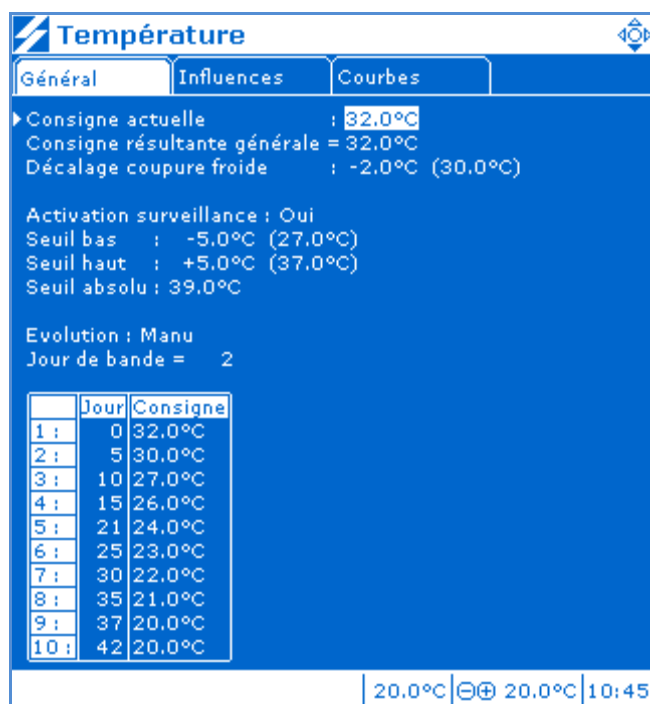 Température
Général Influences Courbes
Consigne actuelle : 32.0°C
Consigne résultante générale = 32.0°C
Décalage coupure froide : -2.0°C (30.0°C)
Activation surveillance : Oui
Seuil bas : -5.0°C (27.0°C)
Seuil haut : +5.0°C (37.0°C)
Seuil absolu : 39.0°C
Evolution : Manu
Jour de bande = 2
Jour Consigne
1 : 0 32.0°C
2 : 5 30.0°C
3 : 10 27.0°C
4 : 15 26.0°C
5 : 21 24.0°C
6 : 25 23.0°C
7 : 30 22.0°C
8 : 35 21.0°C
9 : 37 20.0°C
10 : 42 20.0°C
20.0°C ⊖⊕ 20.0°C 10:45